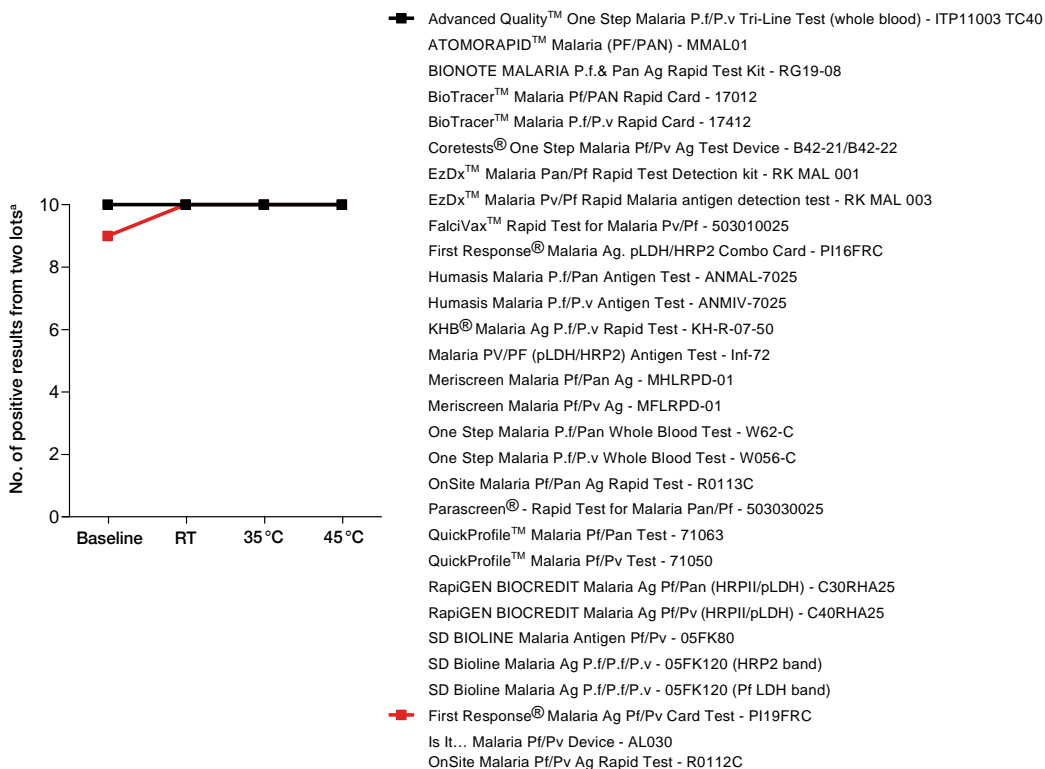 Advanced Quality™ One Step Malaria P.f/P.v Tri-Line Test (whole blood) - ITP11003 TC40
ATOMORAPID™ Malaria (PF/PAN) - MMAL01
BIONOTE MALARIA P.f.& Pan Ag Rapid Test Kit - RG19-08
BioTracer™ Malaria Pf/PAN Rapid Card - 17012
BioTracer™ Malaria P.f/P.v Rapid Card - 17412
Coretests® One Step Malaria Pf/Pv Ag Test Device - B42-21/B42-22
EzDx™ Malaria Pan/Pf Rapid Test Detection kit - RK MAL 001
EzDx™ Malaria Pv/Pf Rapid Malaria antigen detection test - RK MAL 003
FalciVax™ Rapid Test for Malaria Pv/Pf - 503010025
First Response® Malaria Ag. pLDH/HRP2 Combo Card - PI16FRC
Humasis Malaria P.f/Pan Antigen Test - ANMAL-7025
Humasis Malaria P.f/P.v Antigen Test - ANMIV-7025
KHB® Malaria Ag P.f/P.v Rapid Test - KH-R-07-50
Malaria PV/PF (pLDH/HRP2) Antigen Test - Inf-72
Meriscreen Malaria Pf/Pan Ag - MHLRPD-01
Meriscreen Malaria Pf/Pv Ag - MFLRPD-01
One Step Malaria P.f/Pan Whole Blood Test - W62-C
One Step Malaria P.f/P.v Whole Blood Test - W056-C
OnSite Malaria Pf/Pan Ag Rapid Test - R0113C
Parascreen® - Rapid Test for Malaria Pan/Pf - 503030025
QuickProfile™ Malaria Pf/Pan Test - 71063
QuickProfile™ Malaria Pf/Pv Test - 71050
RapiGEN BIOCREDIT Malaria Ag Pf/Pan (HRPII/pLDH) - C30RHA25
RapiGEN BIOCREDIT Malaria Ag Pf/Pv (HRPII/pLDH) - C40RHA25
SD BIOLINE Malaria Antigen Pf/Pv - 05FK80
SD Bioline Malaria Ag P.f/P.f/P.v - 05FK120 (HRP2 band)
SD Bioline Malaria Ag P.f/P.f/P.v - 05FK120 (Pf LDH band)
First Response® Malaria Ag Pf/Pv Card Test - PI19FRC
Is It… Malaria Pf/Pv Device - AL030
OnSite Malaria Pf/Pv Ag Rapid Test - R0112C
No. of positive results from two lotsᵃ
10
8
6
4
2
0
Baseline RT 35°C 45°C